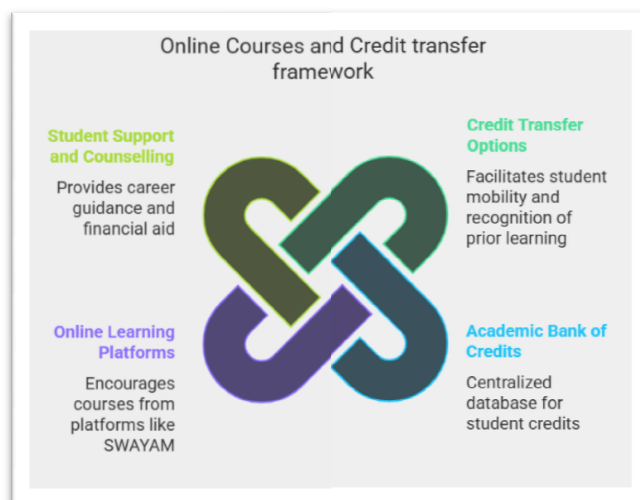 Online Courses and Credit transfer
framework
Student Support
and Counselling
Provides career
guidance and
financial aid
Credit Transfer
Options
Facilitates student
mobility and
recognition of
prior learning
Online Learning
Platforms
Encourages
courses from
platforms like
SWAYAM
Academic Bank of
Credits
Centralized
database for
student credits